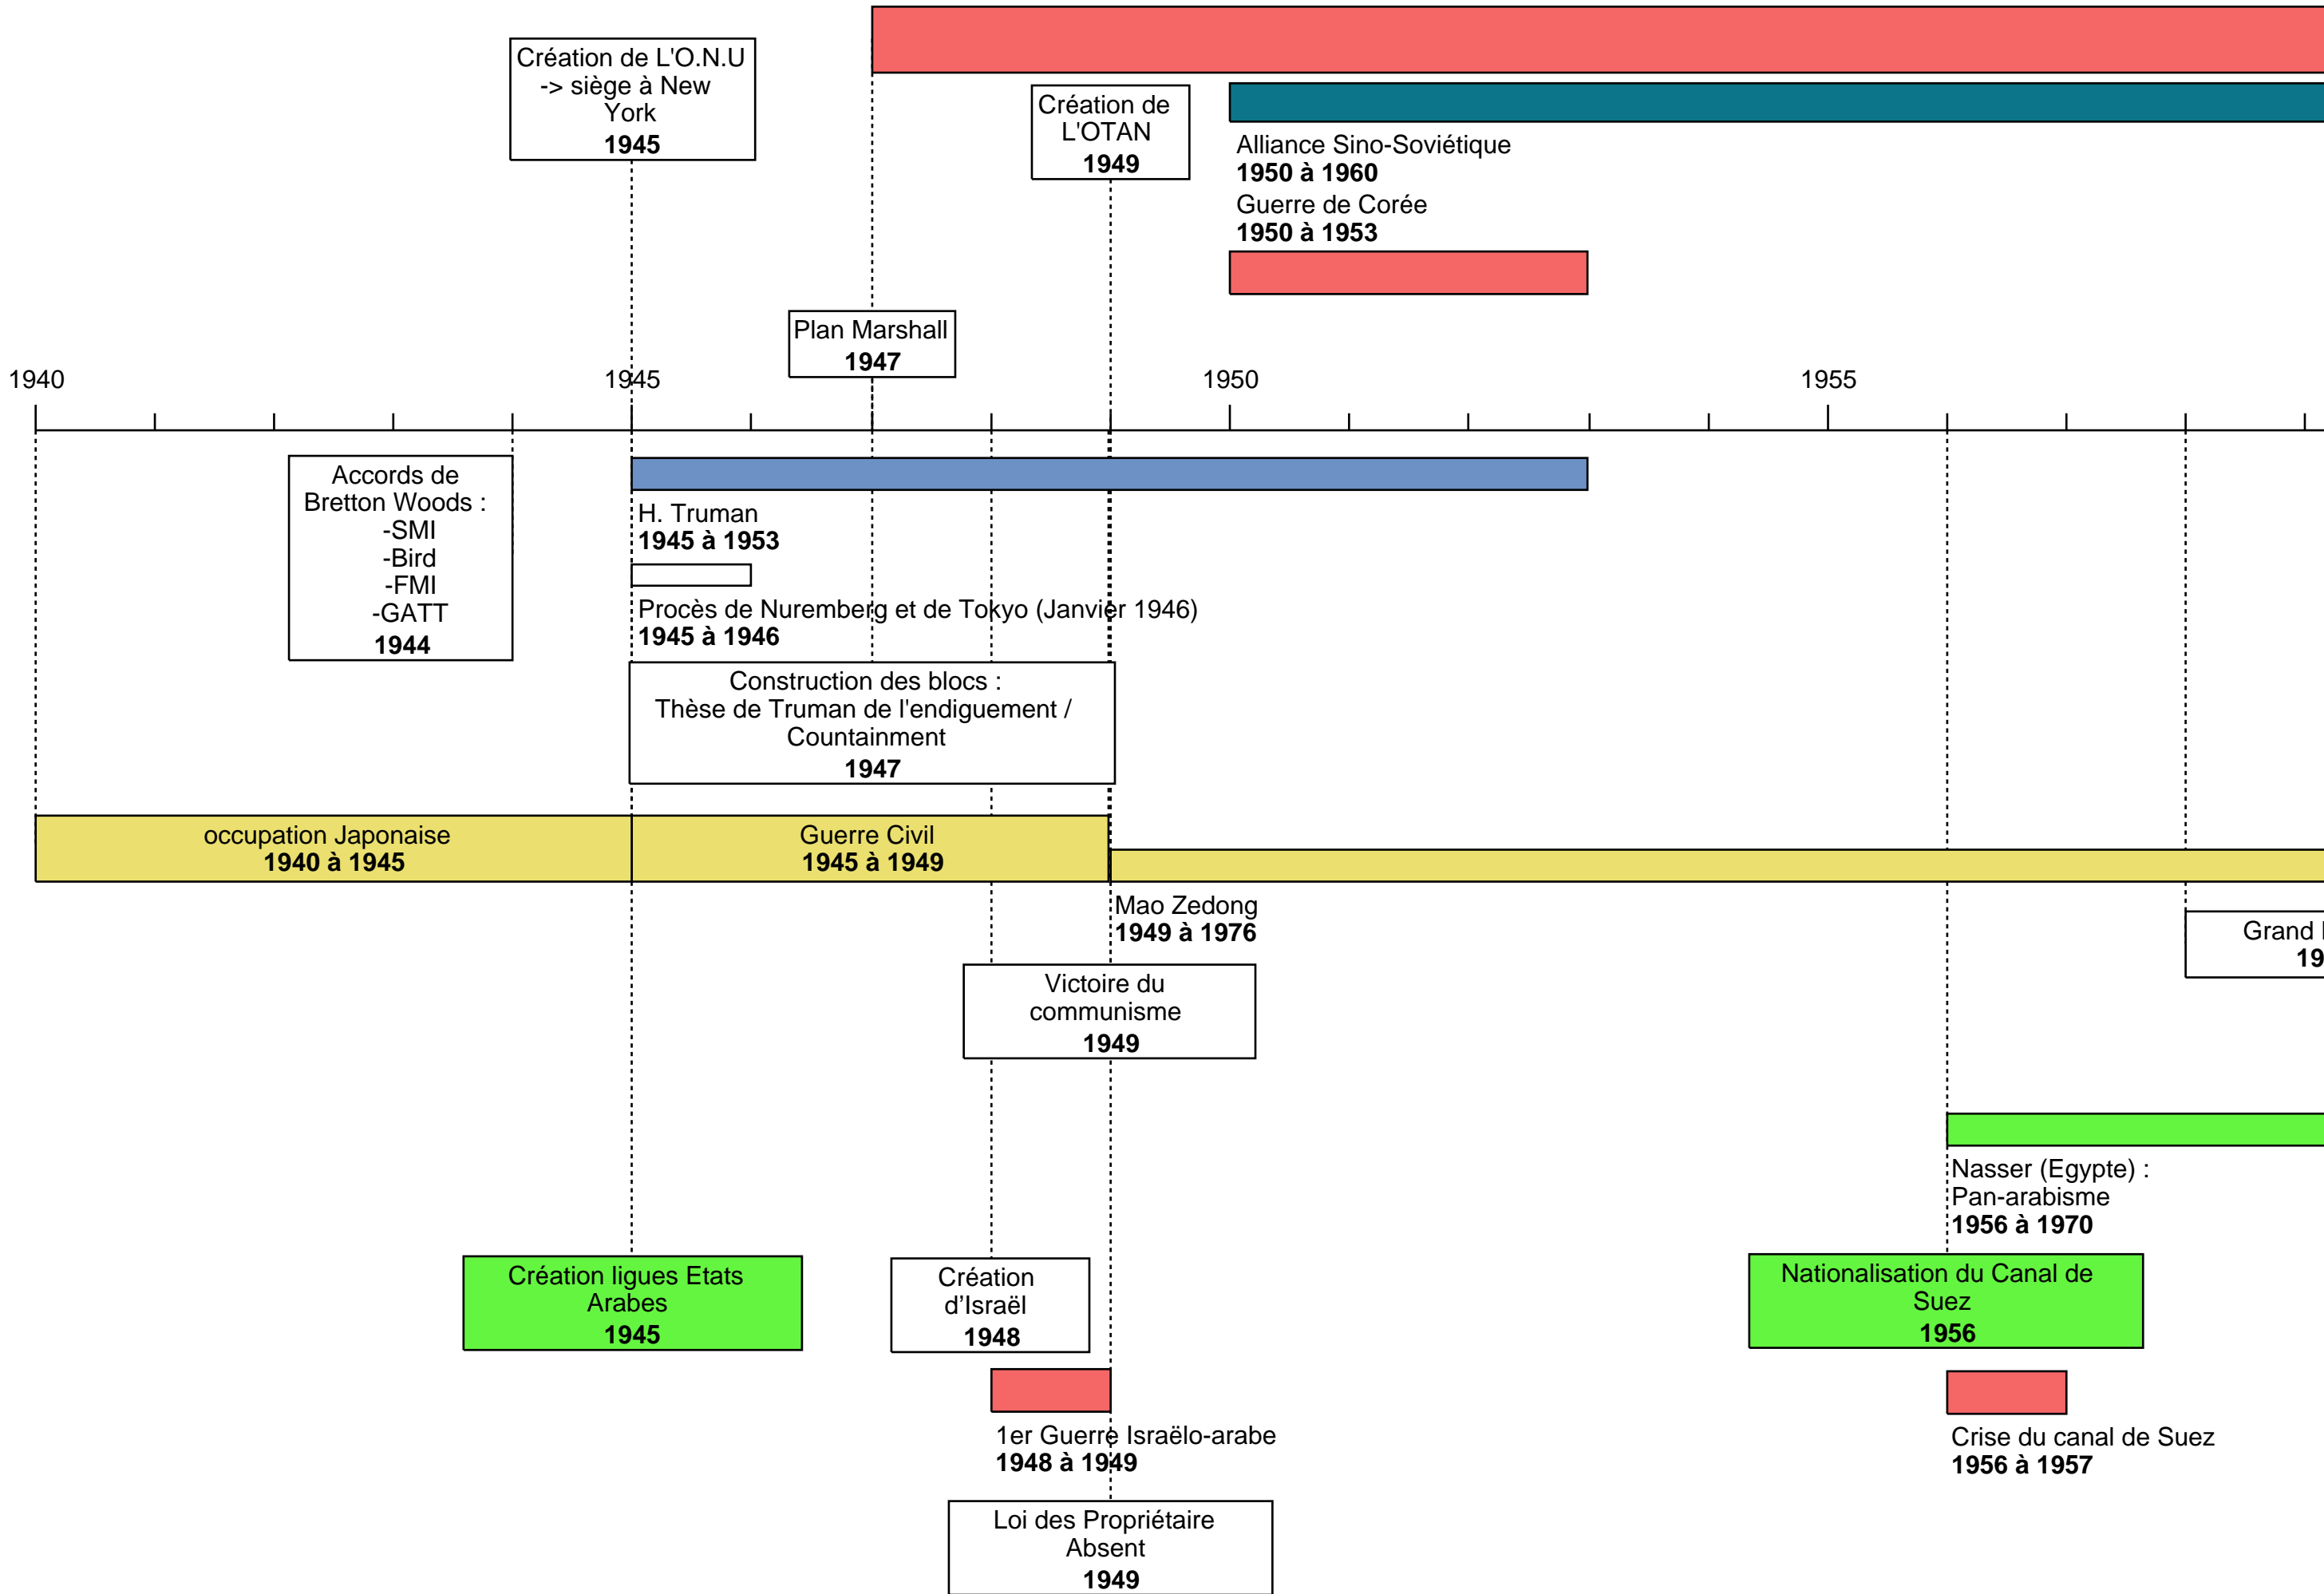 Création de L'O.N.U
-> siège à New
York
1945
Création de
L'OTAN
1949
Alliance Sino-Soviétique
1950 à 1960
Guerre de Corée
1950 à 1953
Plan Marshall
1947
1940
1945
1950
1955
Accords de
Bretton Woods :
-SMI
-Bird
-FMI
-GATT
1944
H. Truman
1945 à 1953
Procès de Nuremberg et de Tokyo (Janvier 1946)
1945 à 1946
Construction des blocs :
Thèse de Truman de l'endiguement /
Countainment
1947
occupation Japonaise
1940 à 1945
Guerre Civil
1945 à 1949
Mao Zedong
1949 à 1976
Grand
19
Victoire du
communisme
1949
Nasser (Egypte) :
Pan-arabisme
1956 à 1970
Création ligues Etats
Arabes
1945
Création
d’Israël
1948
Nationalisation du Canal de
Suez
1956
1er Guerre Israëlo-arabe
1948 à 1949
Crise du canal de Suez
1956 à 1957
Loi des Propriétaire
Absent
1949